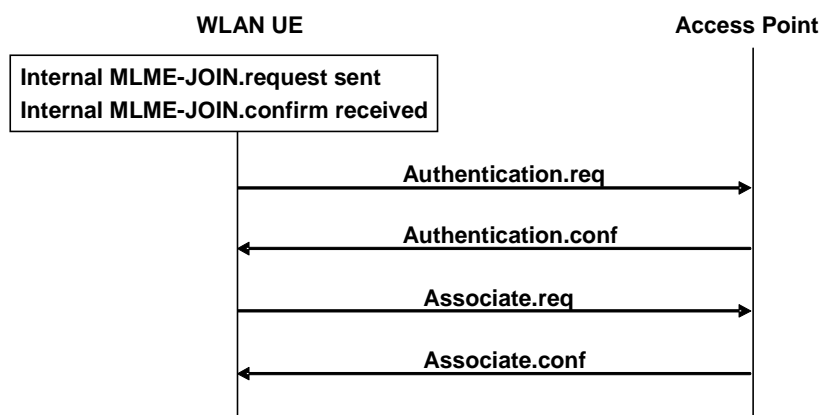 WLAN UE
Access Point
Internal MLME-JOIN.request sent
Internal MLME-JOIN.confirm received
Authentication.req
Authentication.conf
Associate.req
Associate.conf